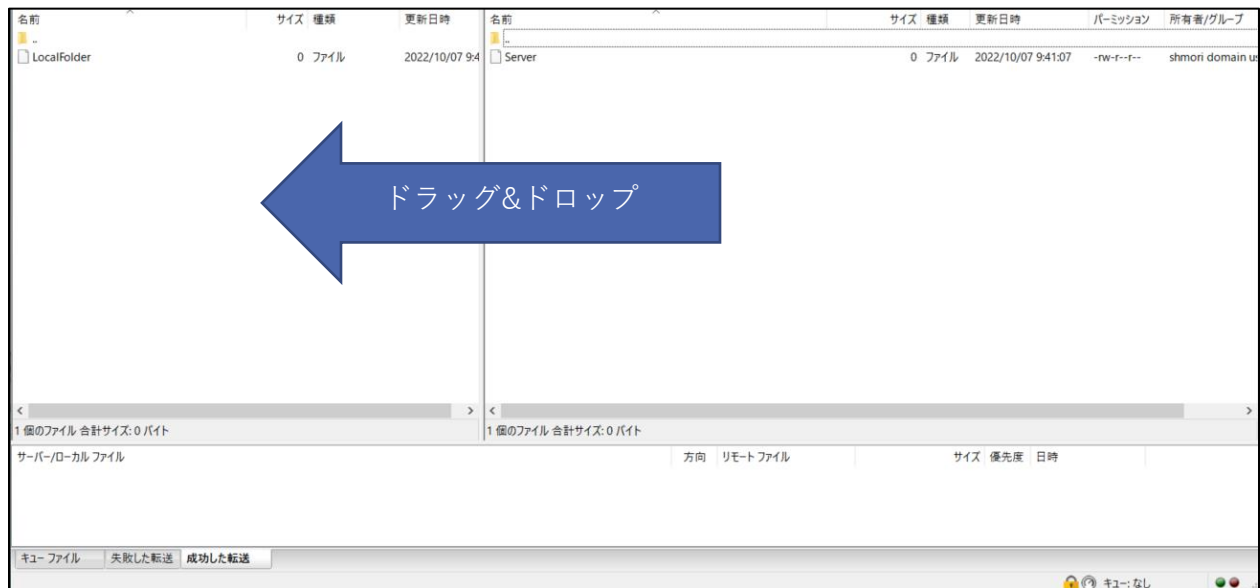 名前 サイズ 種類 更新日時
..
LocalFolder 0 ファイル 2022/10/07 9:4
1 個のファイル 合計サイズ: 0 バイト
名前 サイズ 種類 更新日時 パーミッション 所有者/グループ
..
Server 0 ファイル 2022/10/07 9:41:07 -rw-r--r-- shmori domain us
1 個のファイル 合計サイズ: 0 バイト
ドラッグ&ドロップ
サーバー/ローカル ファイル 方向 リモート ファイル サイズ 優先度 日時
キュー ファイル 失敗した転送 成功した転送
キュー: なし